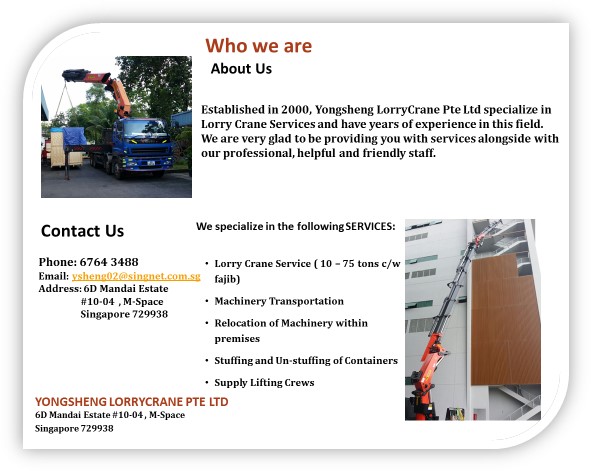 Who we are
About Us
Established in 2000, Yongsheng LorryCrane Pte Ltd specialize in
Lorry Crane Services and have years of experience in this field.
We are very glad to be providing you with services alongside with
our professional, helpful and friendly staff.
Contact Us
Phone: 6764 3488
Email: ysheng02@singnet.com.sg
Address: 6D Mandai Estate
#10-04 , M-Space
Singapore 729938
We specialize in the following SERVICES:
• Lorry Crane Service ( 10 – 75 tons c/w
fajib)
• Machinery Transportation
• Relocation of Machinery within
premises
• Stuffing and Un-stuffing of Containers
• Supply Lifting Crews
YONGSHENG LORRYCRANE PTE LTD
6D Mandai Estate #10-04 , M-Space
Singapore 729938